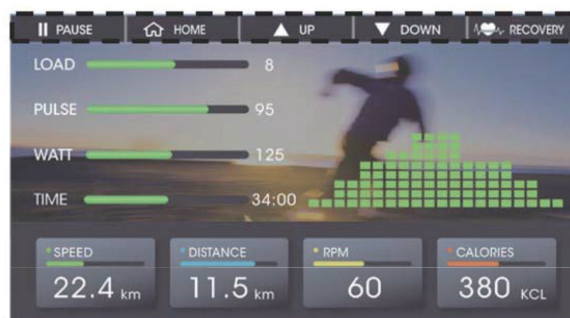 PAUSE HOME UP DOWN RECOVERY
LOAD 8
PULSE 95
WATT 125
TIME 34:00
SPEED DISTANCE RPM CALORIES
22.4 km 11.5 km 60 380 KCL